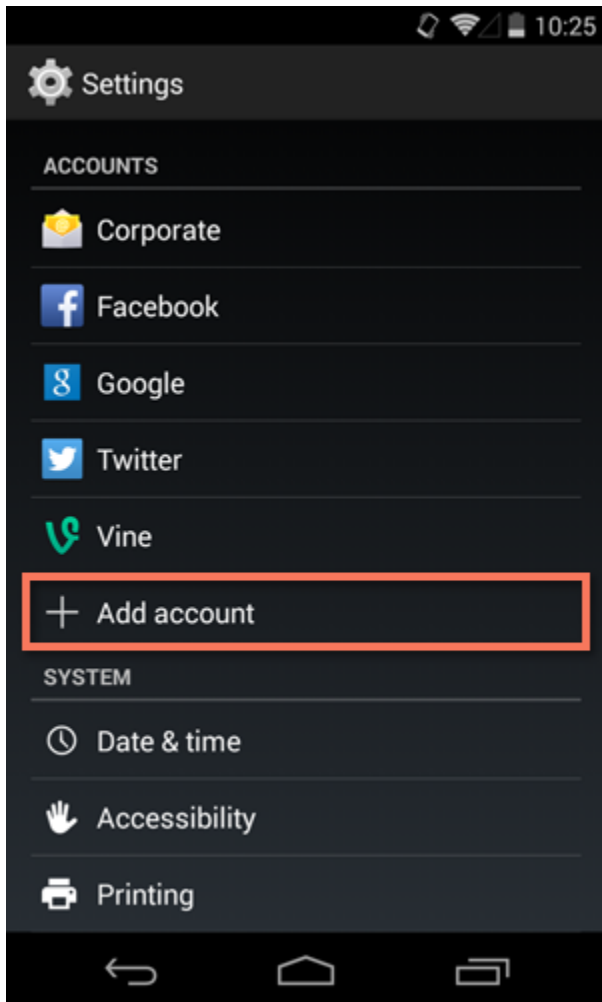 10:25
Settings
ACCOUNTS
Corporate
Facebook
Google
Twitter
Vine
Add account
SYSTEM
Date & time
Accessibility
Printing